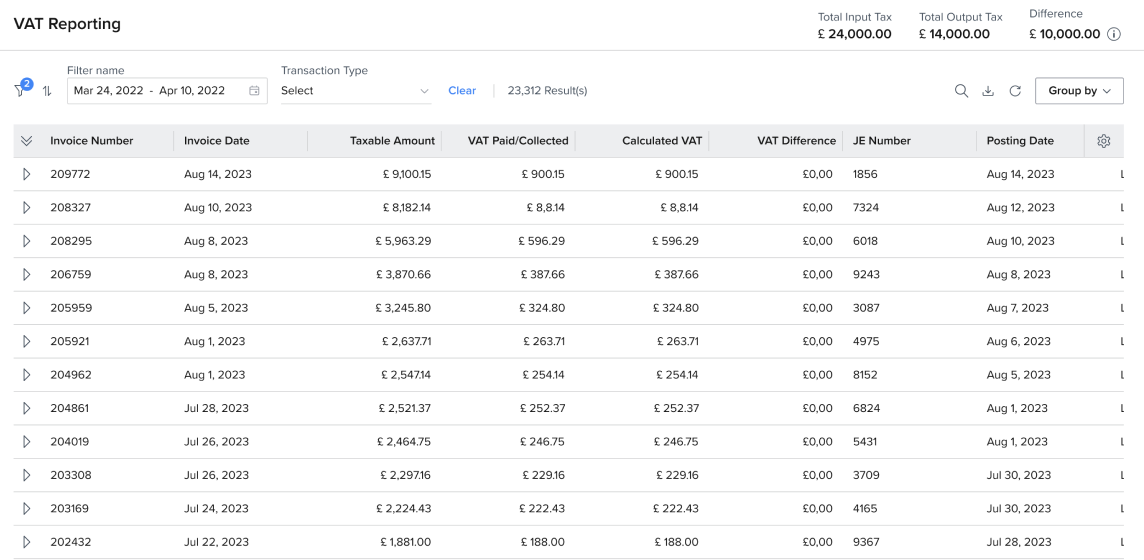 VAT Reporting
Total Input Tax Total Output Tax Difference
£ 24,000.00 £ 14,000.00 £ 10,000.00
2
Filter name Transaction Type
Mar 24, 2022 - Apr 10, 2022 Select Clear 23,312 Result(s) Group by
Invoice Number Invoice Date Taxable Amount VAT Paid/Collected Calculated VAT VAT Difference JE Number Posting Date
209772 Aug 14, 2023 £ 9,100.15 £ 900.15 £ 900.15 £0,00 1856 Aug 14, 2023
208327 Aug 10, 2023 £ 8,182.14 £ 8,8.14 £ 8,8.14 £0,00 7324 Aug 12, 2023
208295 Aug 8, 2023 £ 5,963.29 £ 596.29 £ 596.29 £0,00 6018 Aug 10, 2023
206759 Aug 8, 2023 £ 3,870.66 £ 387.66 £ 387.66 £0,00 9243 Aug 8, 2023
205959 Aug 5, 2023 £ 3,245.80 £ 324.80 £ 324.80 £0,00 3087 Aug 7, 2023
205921 Aug 1, 2023 £ 2,637.71 £ 263.71 £ 263.71 £0,00 4975 Aug 6, 2023
204962 Aug 1, 2023 £ 2,547.14 £ 254.14 £ 254.14 £0,00 8152 Aug 5, 2023
204861 Jul 28, 2023 £ 2,521.37 £ 252.37 £ 252.37 £0,00 6824 Aug 1, 2023
204019 Jul 26, 2023 £ 2,464.75 £ 246.75 £ 246.75 £0,00 5431 Aug 1, 2023
203308 Jul 26, 2023 £ 2,297.16 £ 229.16 £ 229.16 £0,00 3709 Jul 30, 2023
203169 Jul 24, 2023 £ 2,224.43 £ 222.43 £ 222.43 £0,00 4165 Jul 30, 2023
202432 Jul 22, 2023 £ 1,881.00 £ 188.00 £ 188.00 £0,00 9367 Jul 28, 2023